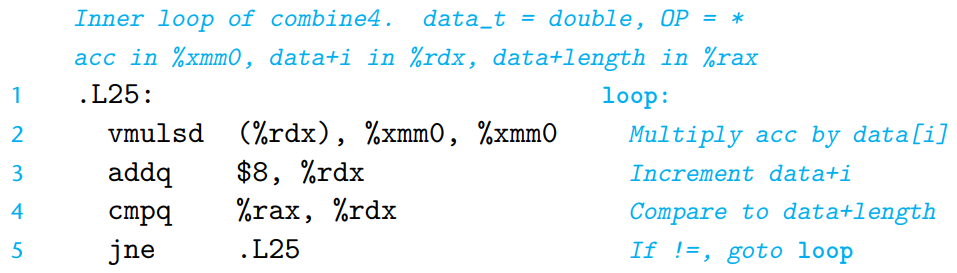 Inner loop of combine4. data_t = double, OP = *
acc in %xmm0, data+i in %rdx, data+length in %rax
1 .L25: loop:
2 vmulsd (%rdx), %xmm0, %xmm0 Multiply acc by data[i]
3 addq $8, %rdx Increment data+i
4 cmpq %rax, %rdx Compare to data+length
5 jne .L25 If !=, goto loop